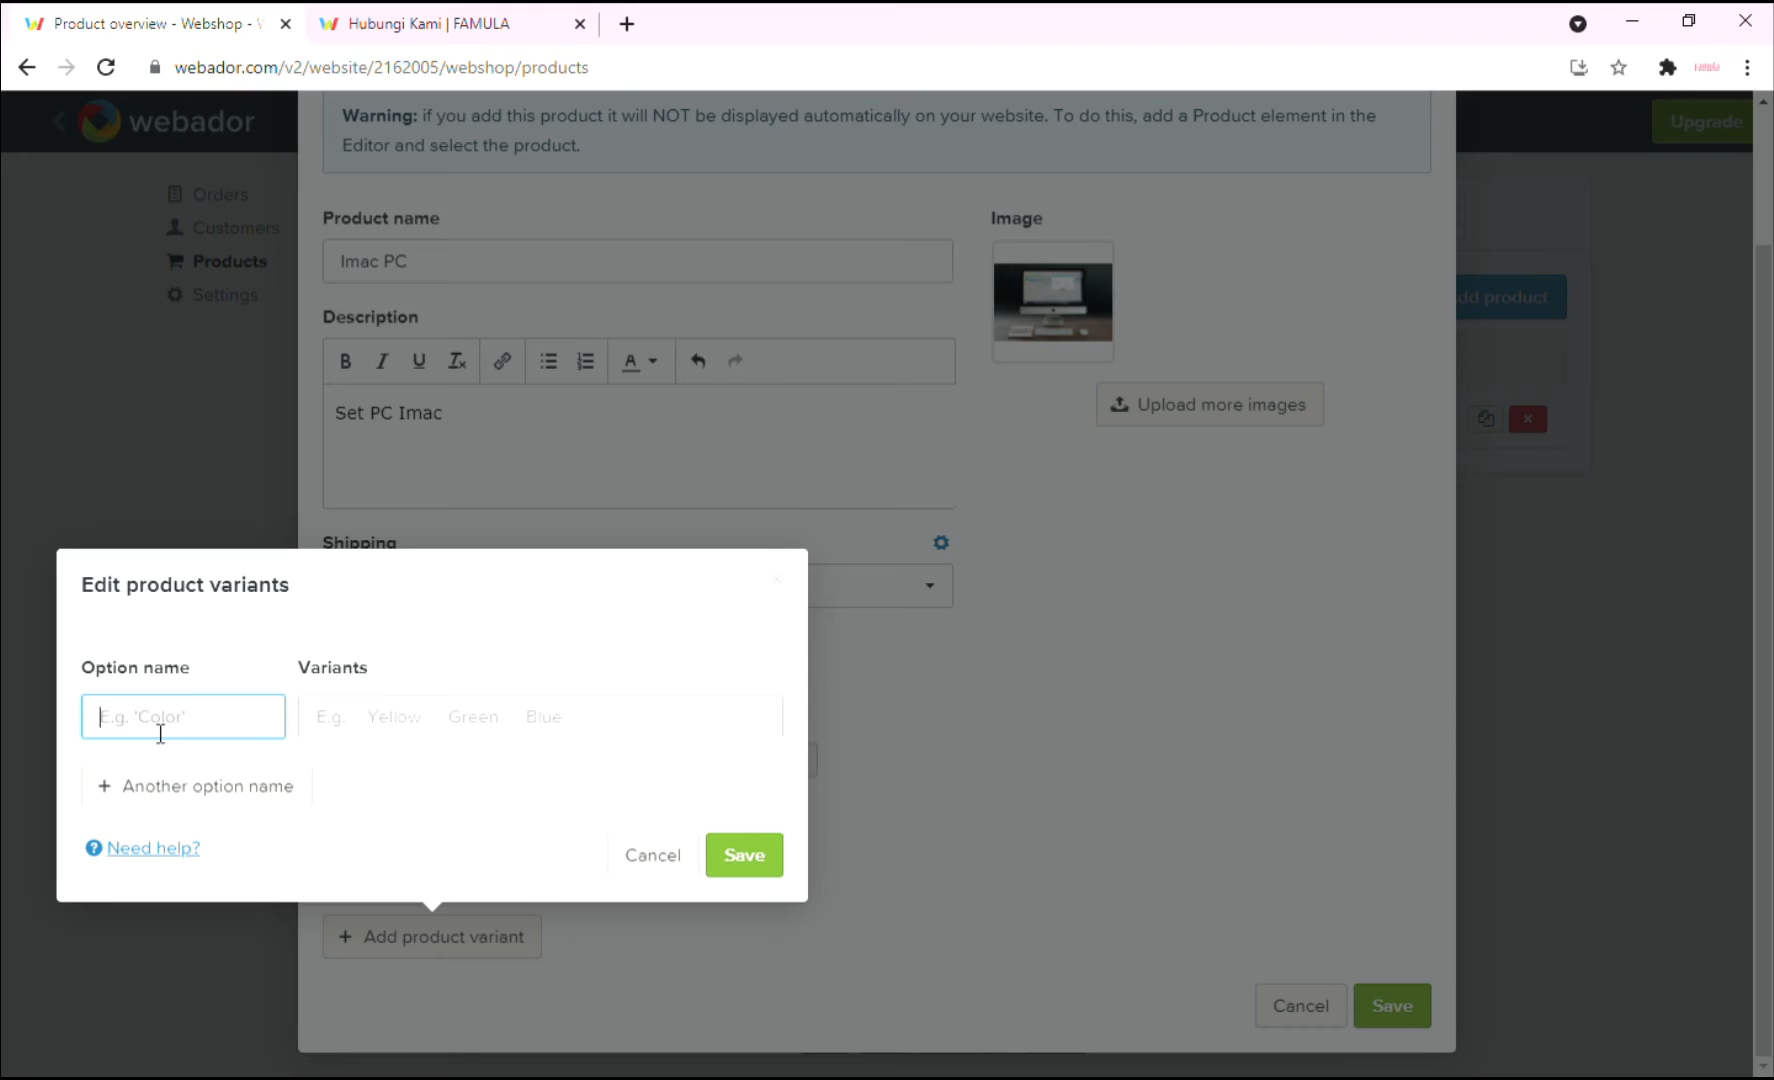 Product overview - Webshop - W
Hubungi Kami | FAMULA
webador.com/v2/website/2162005/webshop/products
webador
Upgrade
Warning: if you add this product it will NOT be displayed automatically on your website. To do this, add a Product element in the
Editor and select the product.
Orders
Customers
Products
Settings
Product name
Imac PC
Image
dd product
Description
B I U Ix A
Set PC Imac
Upload more images
Shipping
Edit product variants
Option name
Variants
E.g. 'Color'
E.g. Yellow Green Blue
+ Another option name
Need help?
Cancel
Save
+ Add product variant
Cancel
Save